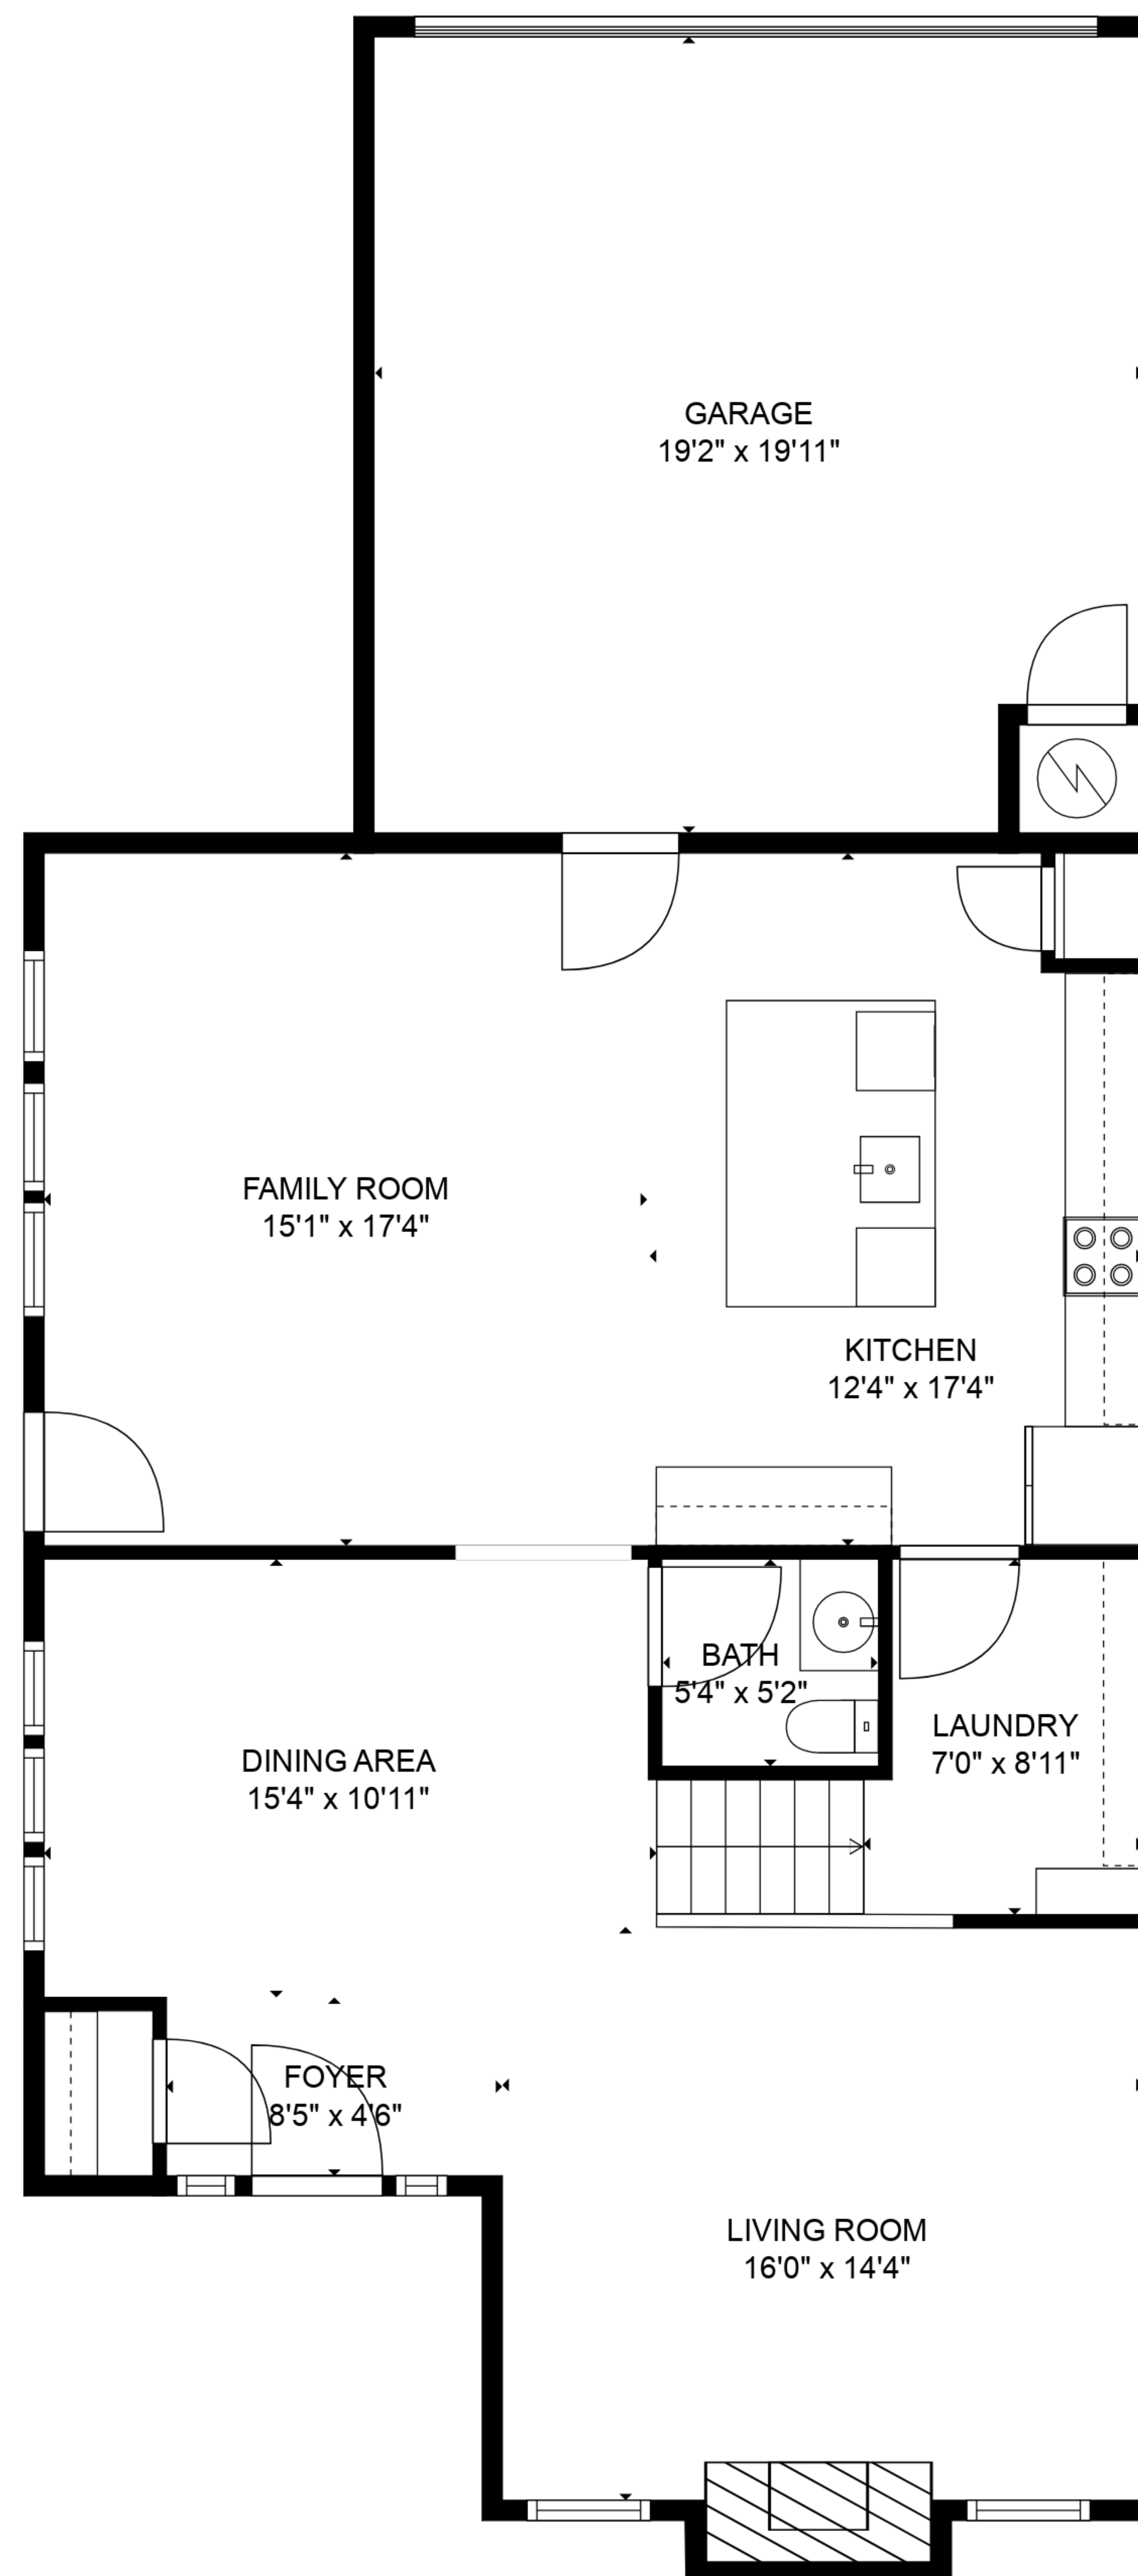 GARAGE
19'2" x 19'11"
FAMILY ROOM
15'1" x 17'4"
KITCHEN
12'4" x 17'4"
BATH
5'4" x 5'2"
LAUNDRY
7'0" x 8'11"
DINING AREA
15'4" x 10'11"
FOYER
8'5" x 4'6"
LIVING ROOM
16'0" x 14'4"